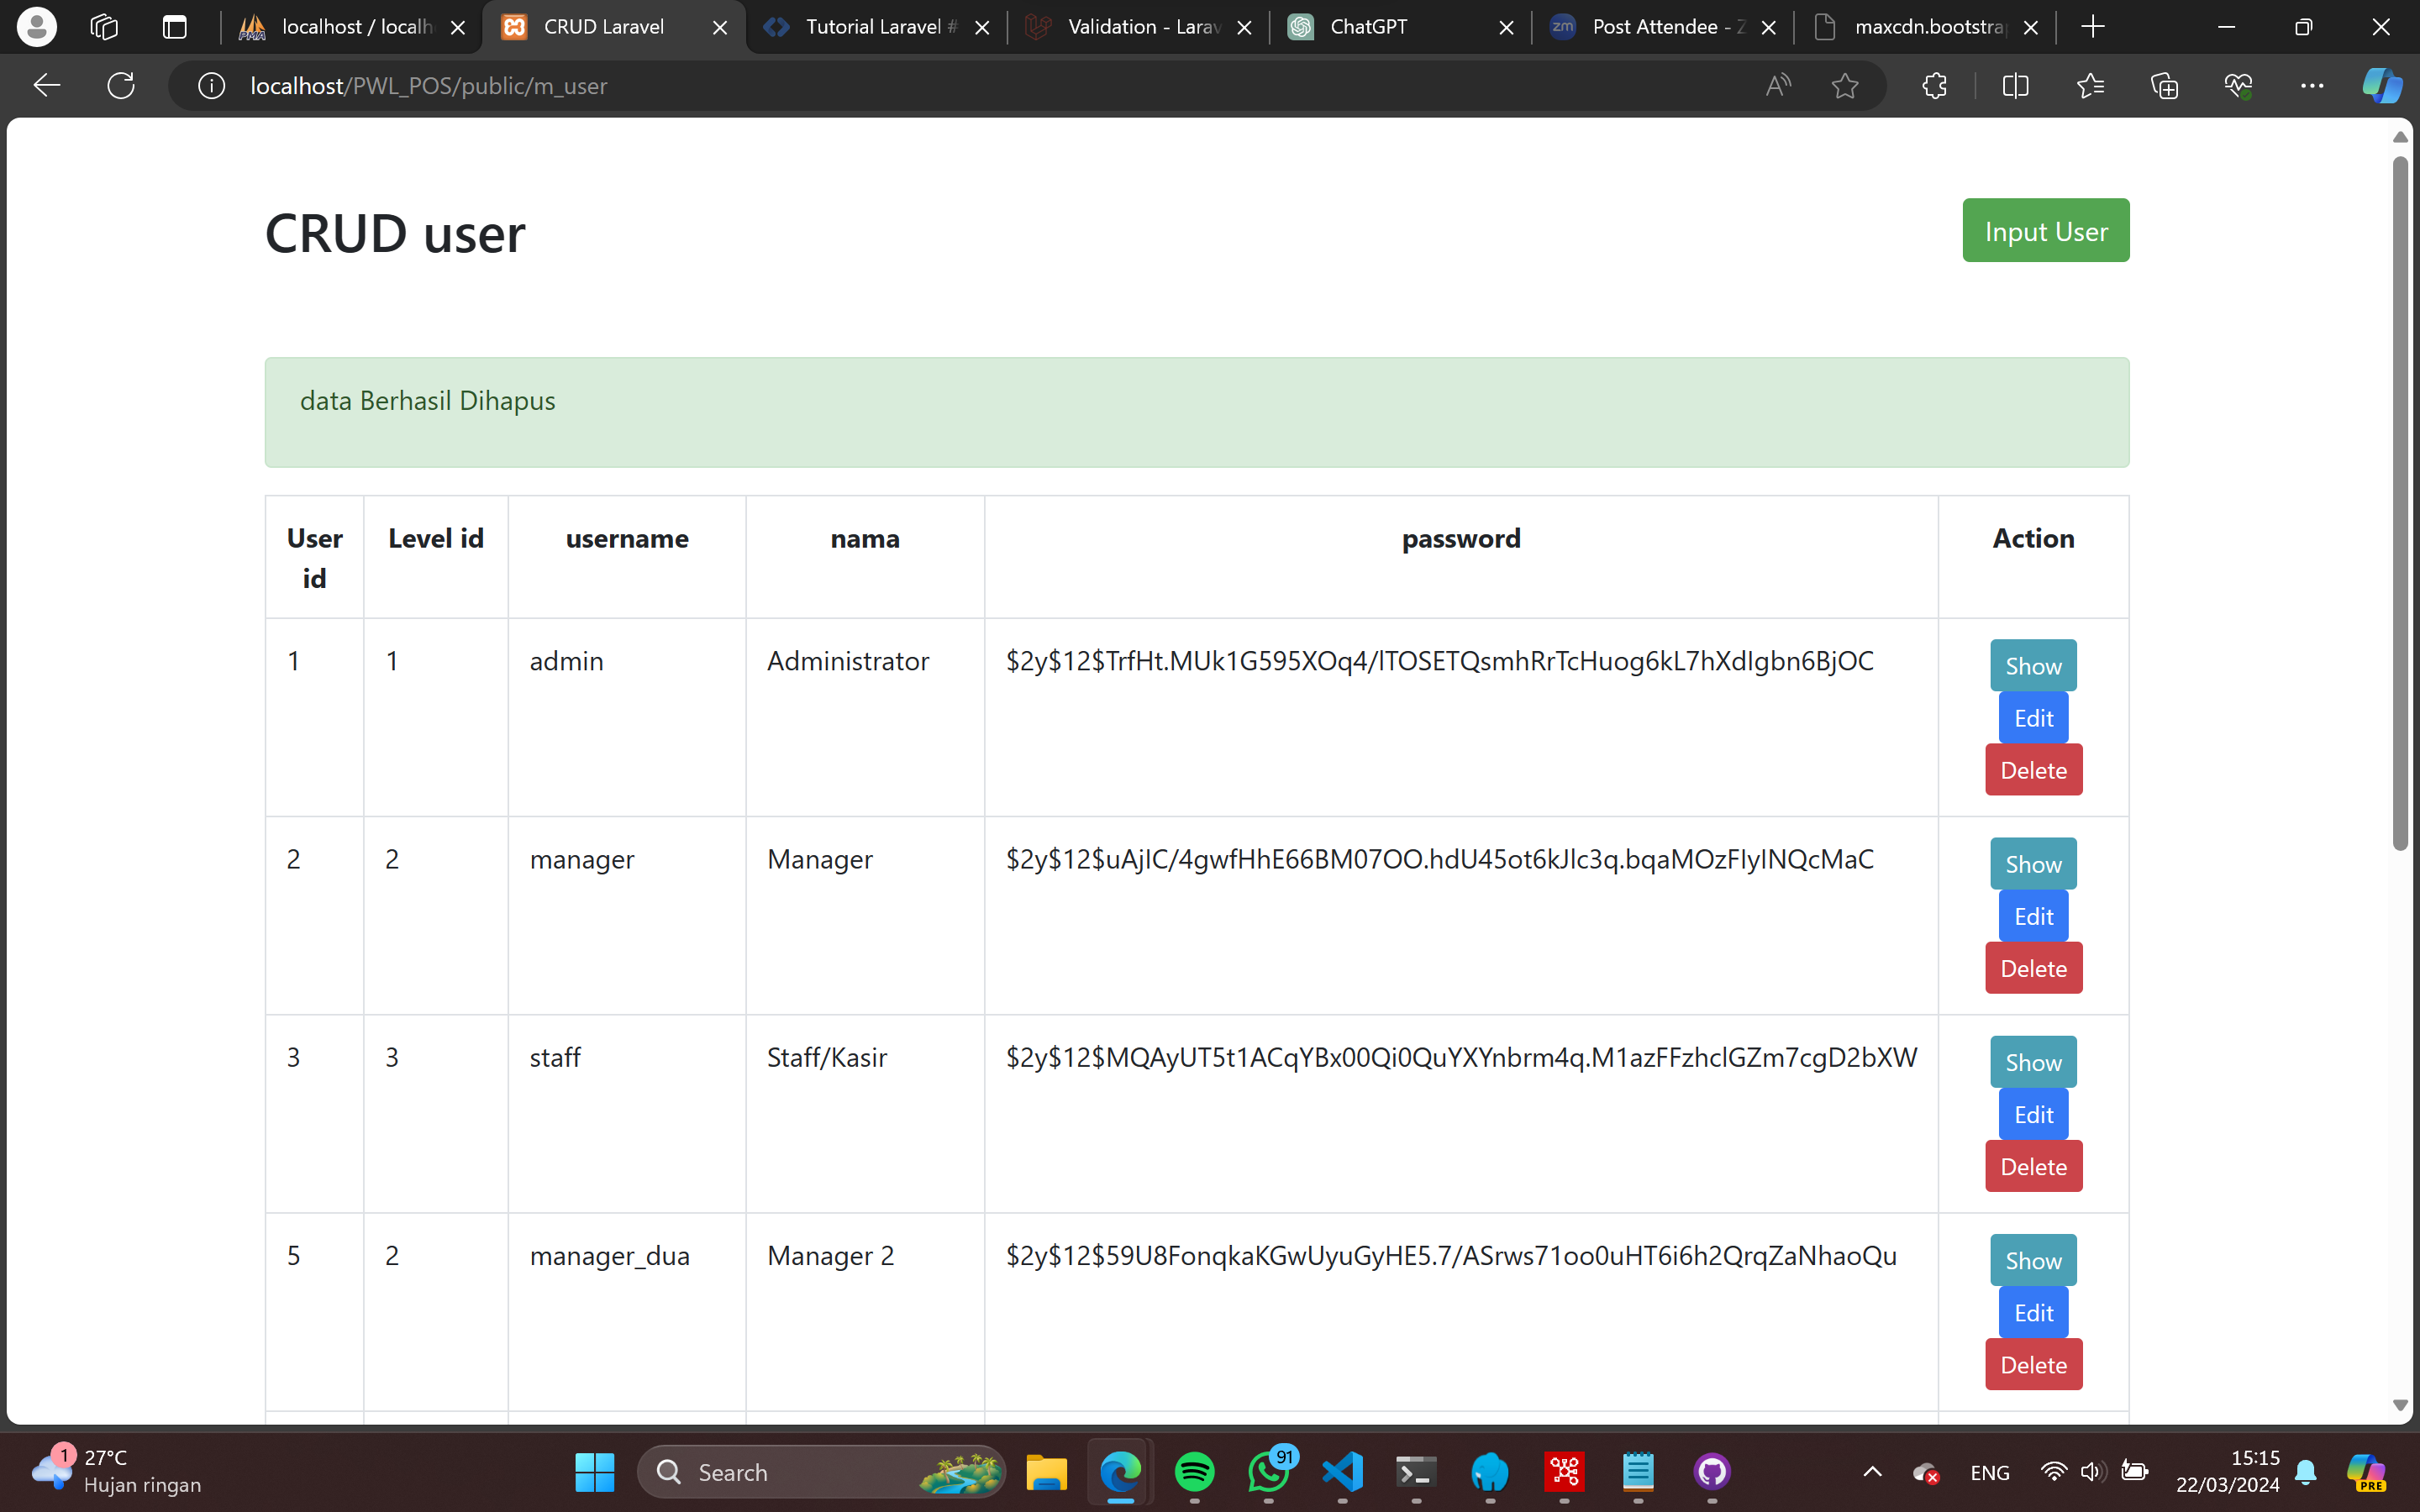 localhost / localh
CRUD Laravel
Tutorial Laravel #
Validation - Larav
ChatGPT
zm
Post Attendee - Z
maxcdn.bootstra
localhost/PWL_POS/public/m_user
CRUD user
Input User
data Berhasil Dihapus
User id
Level id
username
nama
password
Action
1
1
admin
Administrator
$2y$12$TrfHt.MUk1G595XOq4/lTOSETQsmhRrTcHuog6kL7hXdIgbn6BjOC
Show
Edit
Delete
2
2
manager
Manager
$2y$12$uAjIC/4gwfHhE66BM07OO.hdU45ot6kJlc3q.bqaMOzFIyINQcMaC
Show
Edit
Delete
3
3
staff
Staff/Kasir
$2y$12$MQAyUT5t1ACqYBx00Qi0QuYXYnbrm4q.M1azFFzhclGZm7cgD2bXW
Show
Edit
Delete
5
2
manager_dua
Manager 2
$2y$12$59U8FonqkaKGwUyuGyHE5.7/ASrws71oo0uHT6i6h2QrqZaNhaoQu
Show
Edit
Delete
1
27°C
Hujan ringan
Search
91
ENG
15:15
22/03/2024
PRE